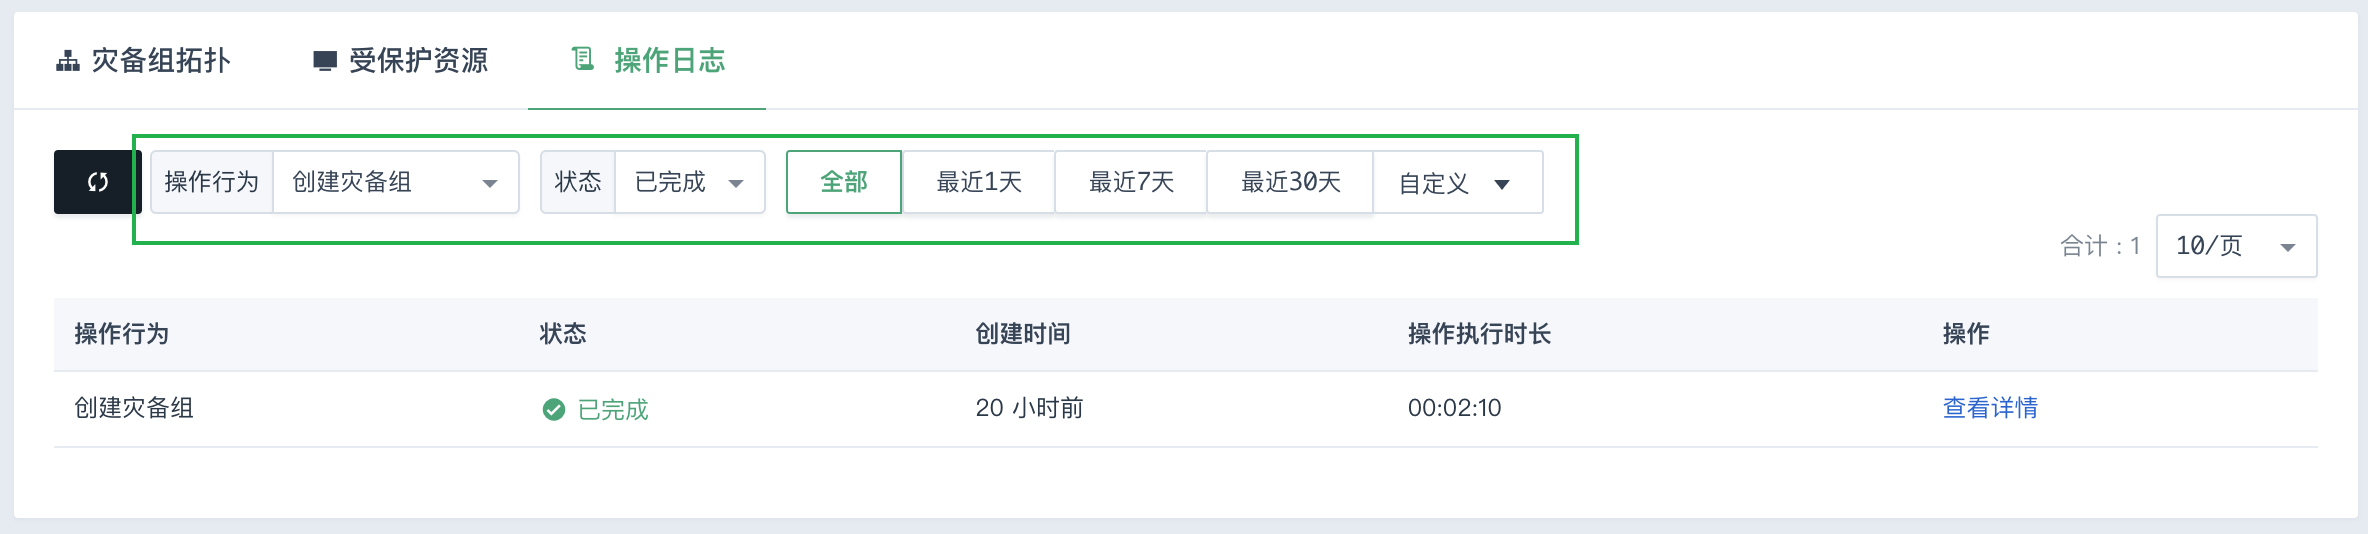 灾备组拓扑 受保护资源 操作日志
操作行为 创建灾备组 状态 已完成 全部 最近1天 最近7天 最近30天 自定义
合计：1 10/页
操作行为 状态 创建时间 操作执行时长 操作
创建灾备组 已完成 20 小时前 00:02:10 查看详情